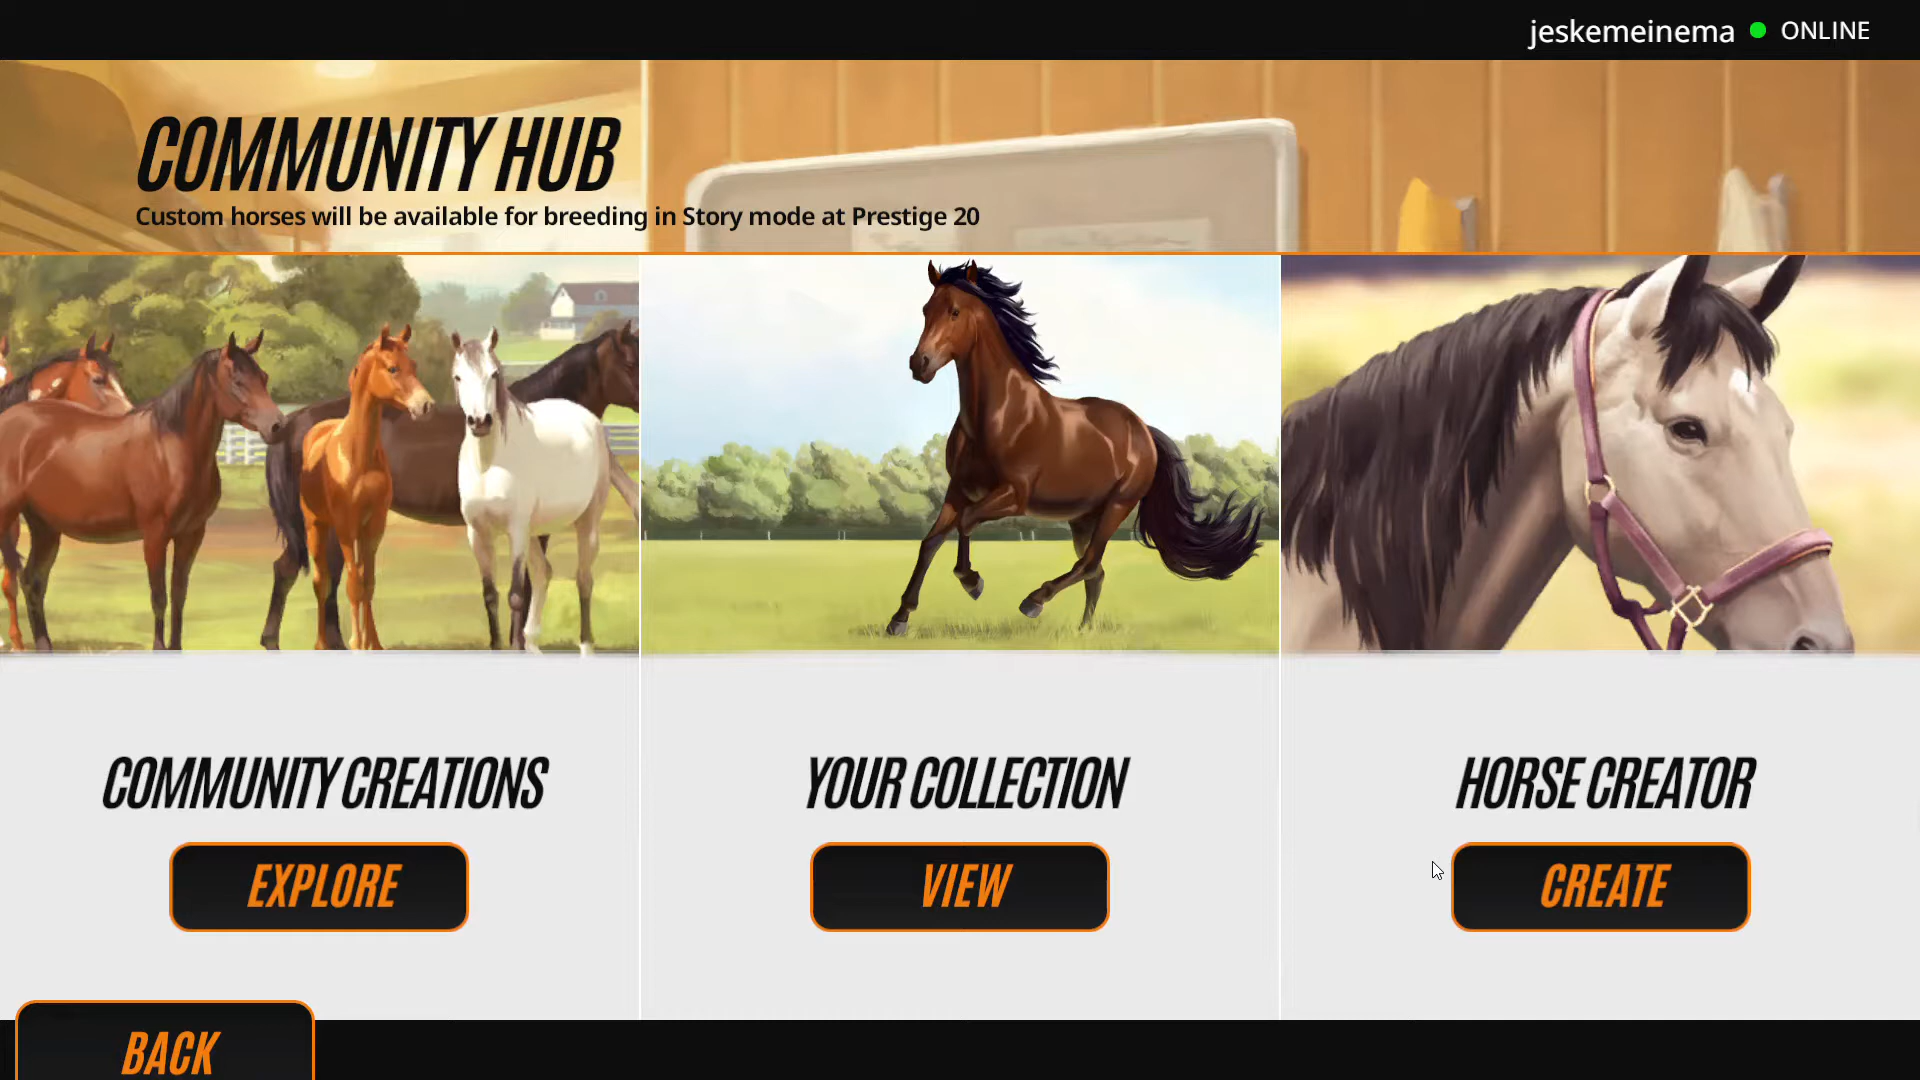 jeskemeinema ONLINE
COMMUNITY HUB
Custom horses will be available for breeding in Story mode at Prestige 20
COMMUNITY CREATIONS
EXPLORE
YOUR COLLECTION
VIEW
HORSE CREATOR
CREATE
BACK